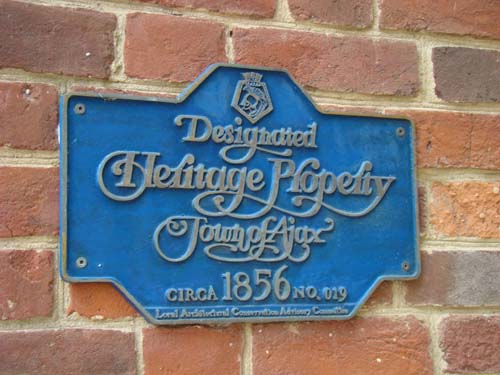 Designated
Heritage Property
Town of Ajax
CIRCA 1856 NO. 019
Local Architectural Conservation Advisory Committee